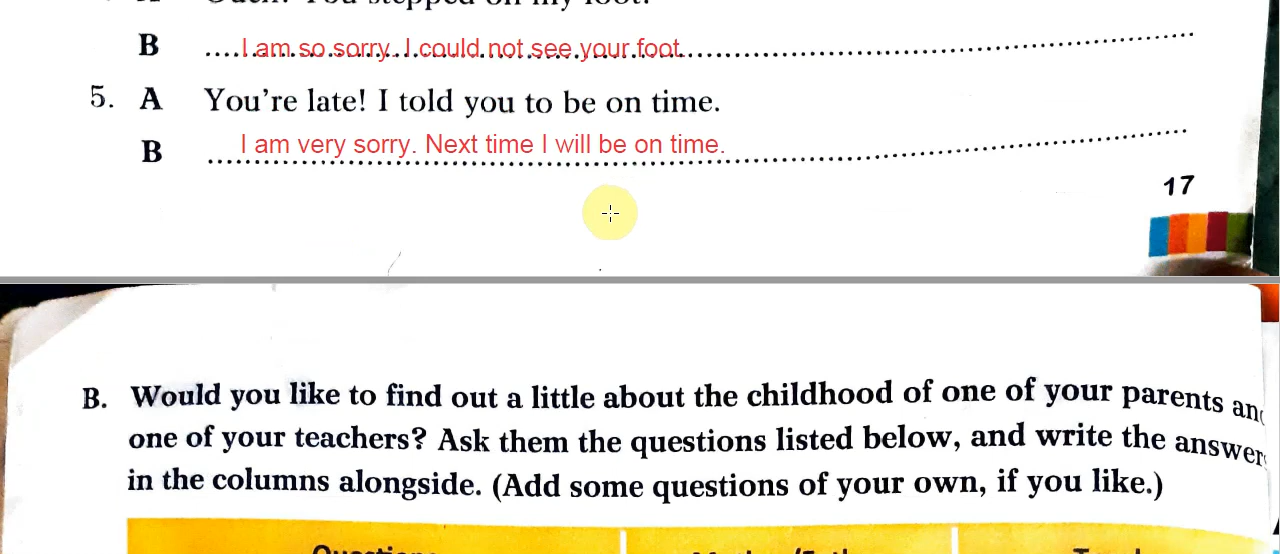 B ....I am so sorry. I could not see your foot.
5. A You're late! I told you to be on time.
B I am very sorry. Next time I will be on time.
17
B. Would you like to find out a little about the childhood of one of your parents
one of your teachers? Ask them the questions listed below, and write the
in the columns alongside. (Add some questions of your own, if you like.)